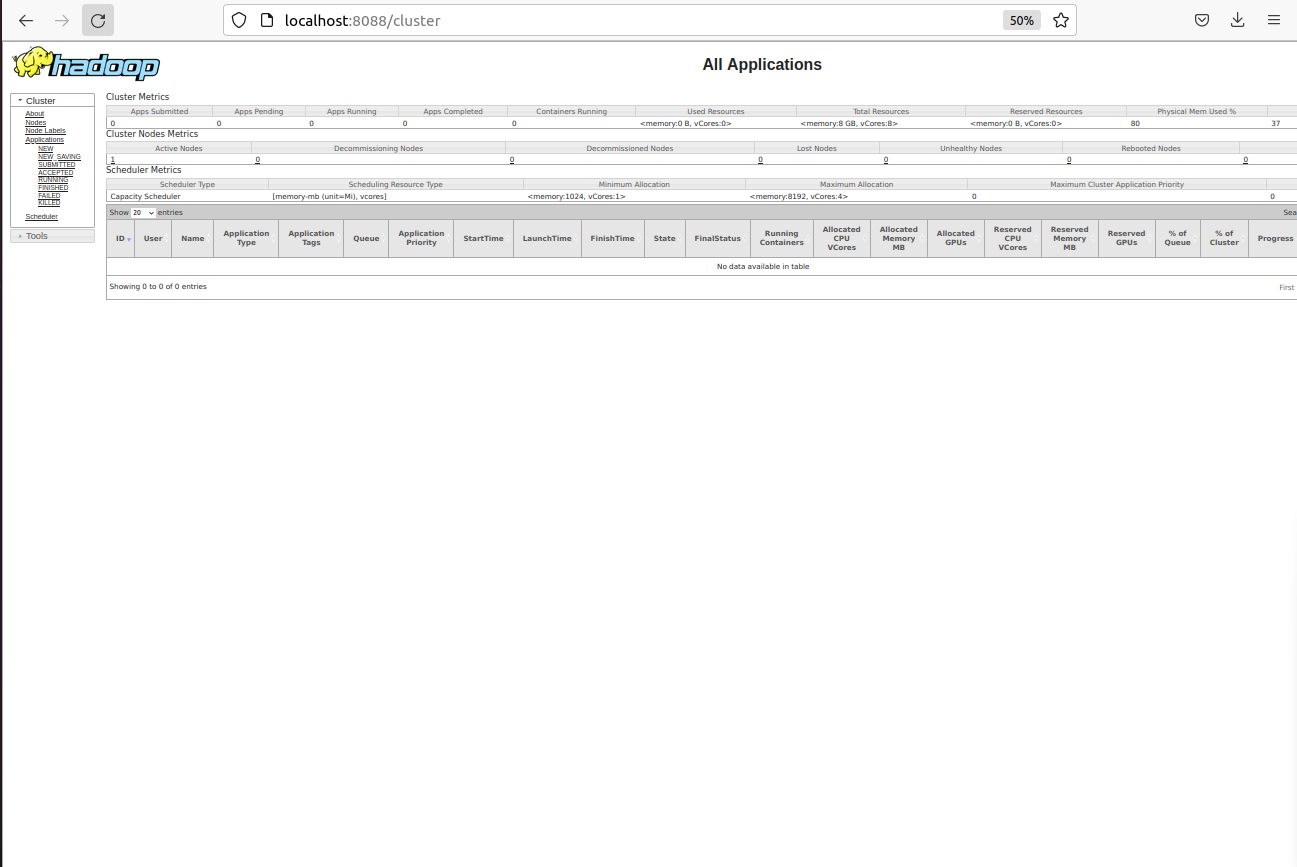 localhost:8088/cluster 50%
hadoop
All Applications
Cluster
About
Nodes
Node Labels
Applications
NEW
NEW_SAVING
SUBMITTED
ACCEPTED
RUNNING
FINISHED
FAILED
KILLED
Scheduler
Tools
Cluster Metrics
Apps Submitted Apps Pending Apps Running Apps Completed Containers Running Used Resources Total Resources Reserved Resources Physical Mem Used %
0 0 0 0 0 <memory:0 B, vCores:0> <memory:8 GB, vCores:8> <memory:0 B, vCores:0> 80 37
Cluster Nodes Metrics
Active Nodes Decommissioning Nodes Decommissioned Nodes Lost Nodes Unhealthy Nodes Rebooted Nodes
1 0 0 0 0 0 0
Scheduler Metrics
Scheduler Type Scheduling Resource Type Minimum Allocation Maximum Allocation Maximum Cluster Application Priority
Capacity Scheduler [memory-mb (unit=Mi), vcores] <memory:1024, vCores:1> <memory:8192, vCores:4> 0 0
Show 20 entries Sea
ID User Name Application Type Application Tags Queue Application Priority StartTime LaunchTime FinishTime State FinalStatus Running Containers Allocated CPU VCores Allocated Memory MB Allocated GPUs Reserved CPU VCores Reserved Memory MB Reserved GPUs % of Queue % of Cluster Progress
No data available in table
Showing 0 to 0 of 0 entries First